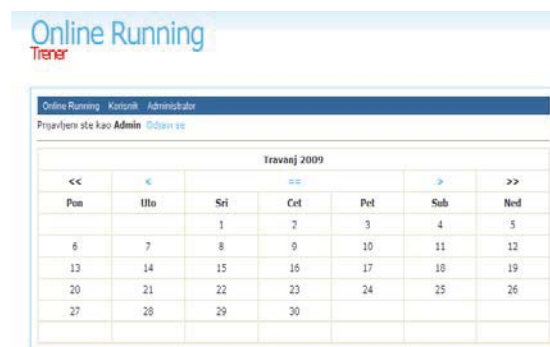 Online Running
Trener
Online Running Korisnik Administrator
Prijavljeni ste kao Admin Odjavi se
Travanj 2009
<< < == > >>
Pon Uto Sri Cet Pet Sub Ned
1 2 3 4 5
6 7 8 9 10 11 12
13 14 15 16 17 18 19
20 21 22 23 24 25 26
27 28 29 30